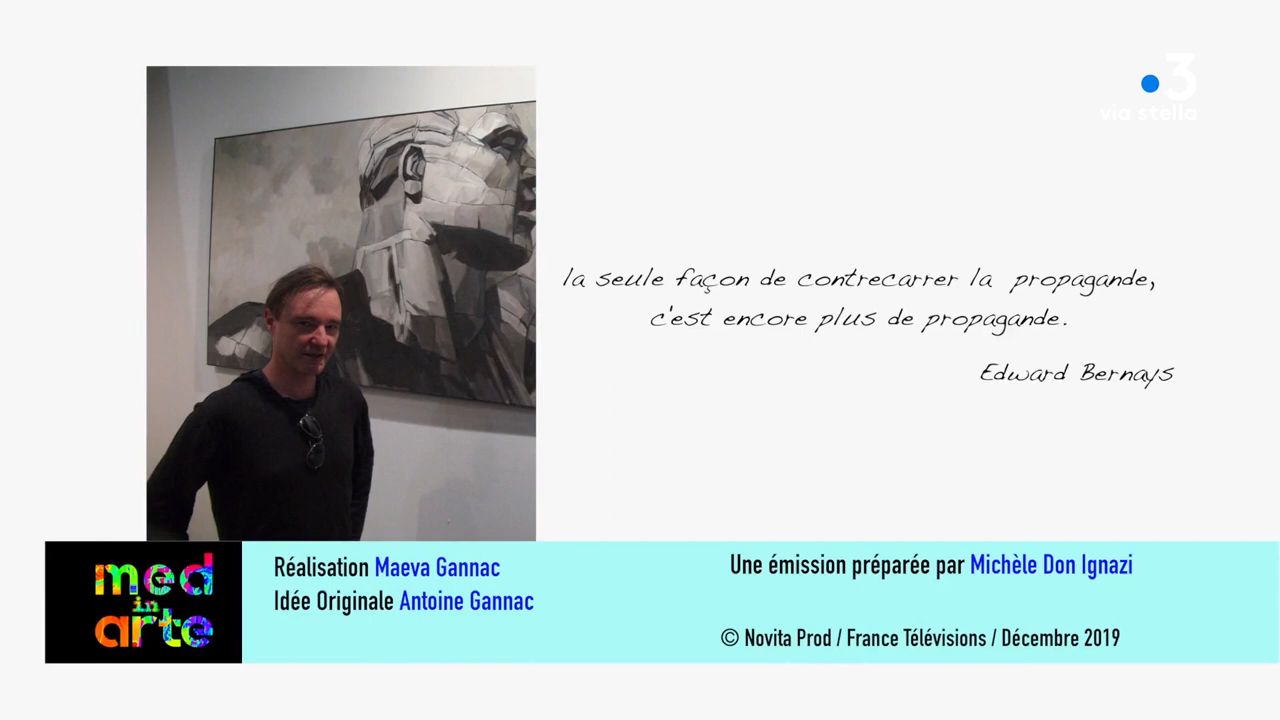 3
via stella
la seule façon de contrecarrer la propagande,
c'est encore plus de propagande.
Edward Bernays
med
in
arte
Réalisation Maeva Gannac
Idée Originale Antoine Gannac
Une émission préparée par Michèle Don Ignazi
© Novita Prod / France Télévisions / Décembre 2019